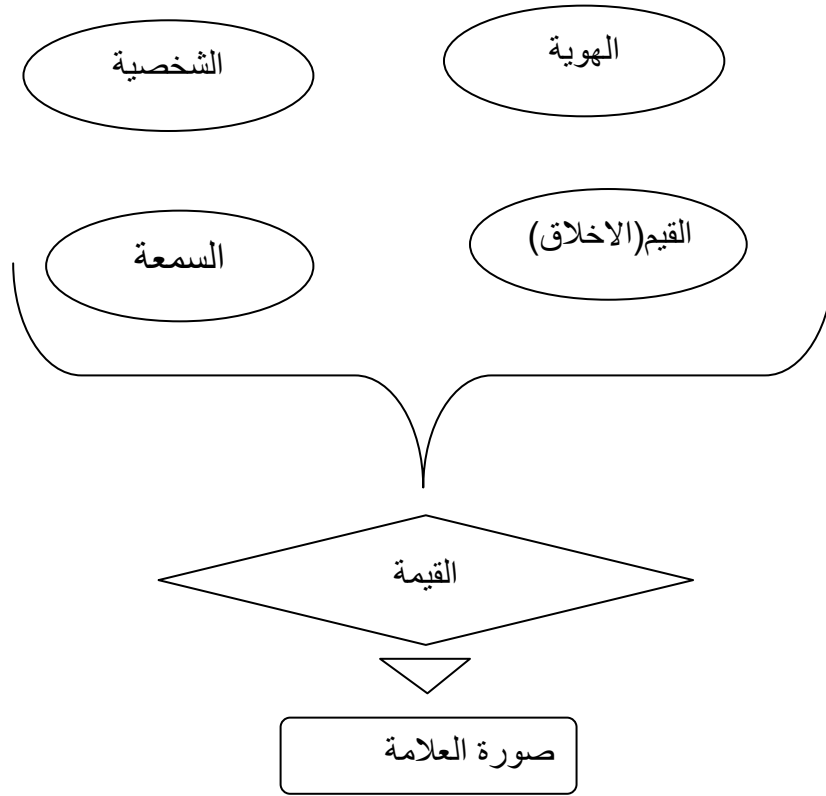 الهوية
الشخصية
القيم(الاخلاق)
السمعة
القيمة
صورة العلامة